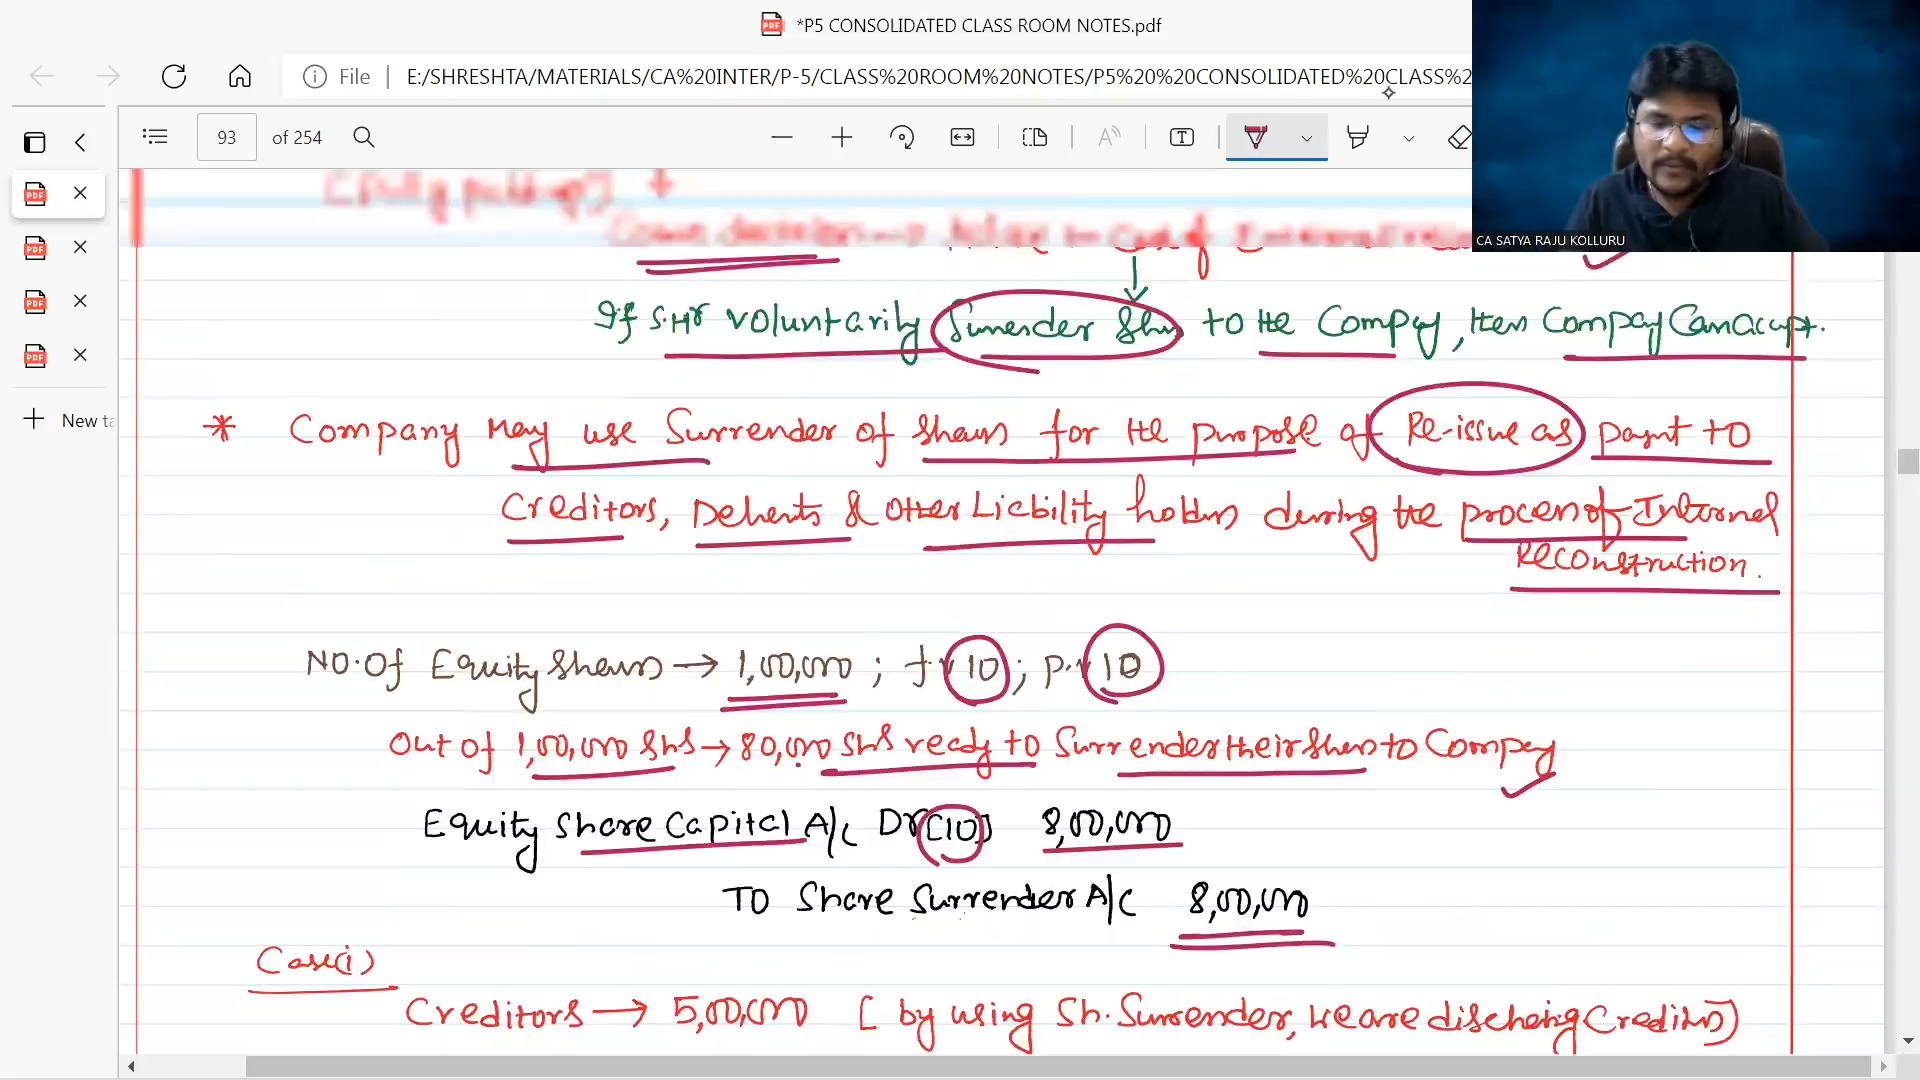 *P5 CONSOLIDATED CLASS ROOM NOTES.pdf
File E:/SHRESHTA/MATERIALS/CA%20INTER/P-5/CLASS%20ROOM%20NOTES/P5%20%20CONSOLIDATED%20CLASS%2
93 of 254
CA SATYA RAJU KOLLURU
If S.Hr voluntarily Surrender Shrs to the Company, then Company Can accept.
New ta
* Company May use Surrender of Shares for the purpose of Re-issue as paymt to
Creditors, Debents & Other Liability holders during the process of Internal
Reconstruction.
No. Of Equity Shares → 1,00,000 ; f.v 10 ; p.v 10
Out of 1,00,000 Shs → 80,000 Shs ready to Surrender their Shares to Company
Equity Share Capital A/c Dr [10] 8,00,000
To Share Surrender A/c 8,00,000
Case(i)
Creditors → 5,00,000 [ by using Sh. Surrender, we are discharging Creditors]